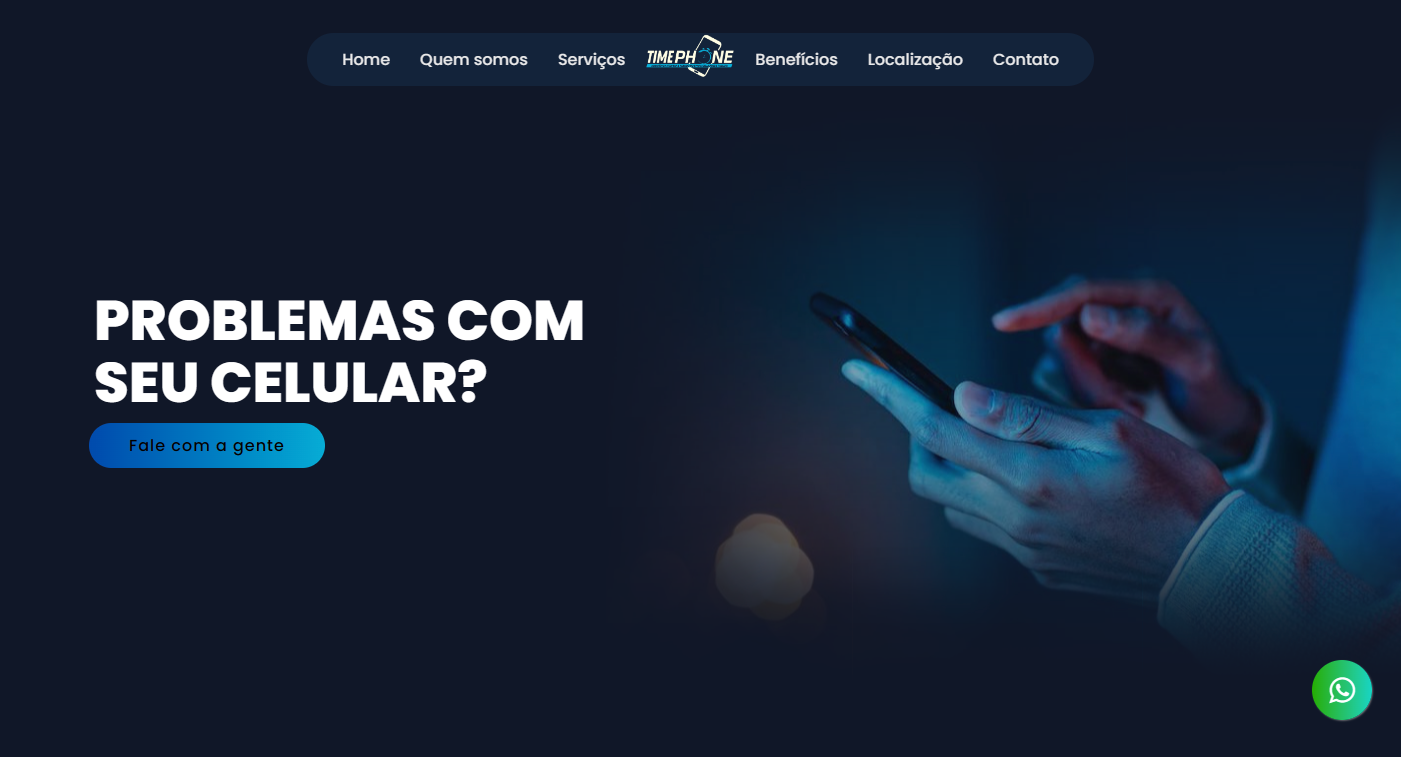 Home Quem somos Serviços TIMEPHONE Benefícios Localização Contato
PROBLEMAS COM
SEU CELULAR?
Fale com a gente